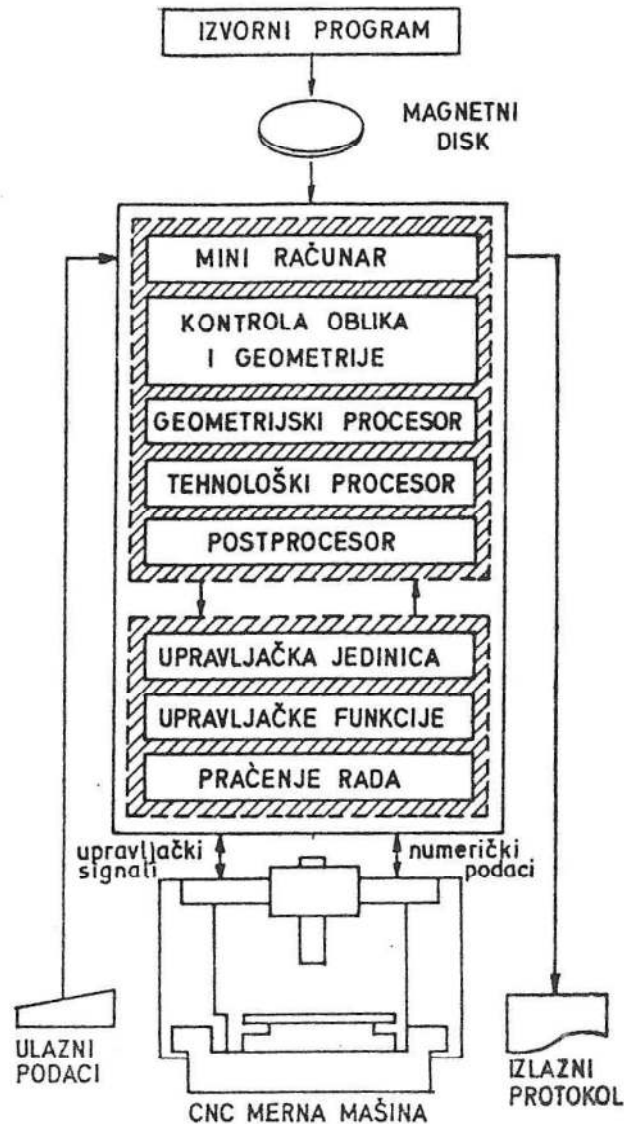 IZVORNI PROGRAM
MAGNETNI
DISK
MINI RAČUNAR
KONTROLA OBLIKA
I GEOMETRIJE
GEOMETRIJSKI PROCESOR
TEHNOLOŠKI PROCESOR
POSTPROCESOR
UPRAVLJAČKA JEDINICA
UPRAVLJAČKE FUNKCIJE
PRAČENJE RADA
upravljački
signali
numerički
podaci
ULAZNI
PODACI
IZLAZNI
PROTOKOL
CNC MERNA MAŠINA